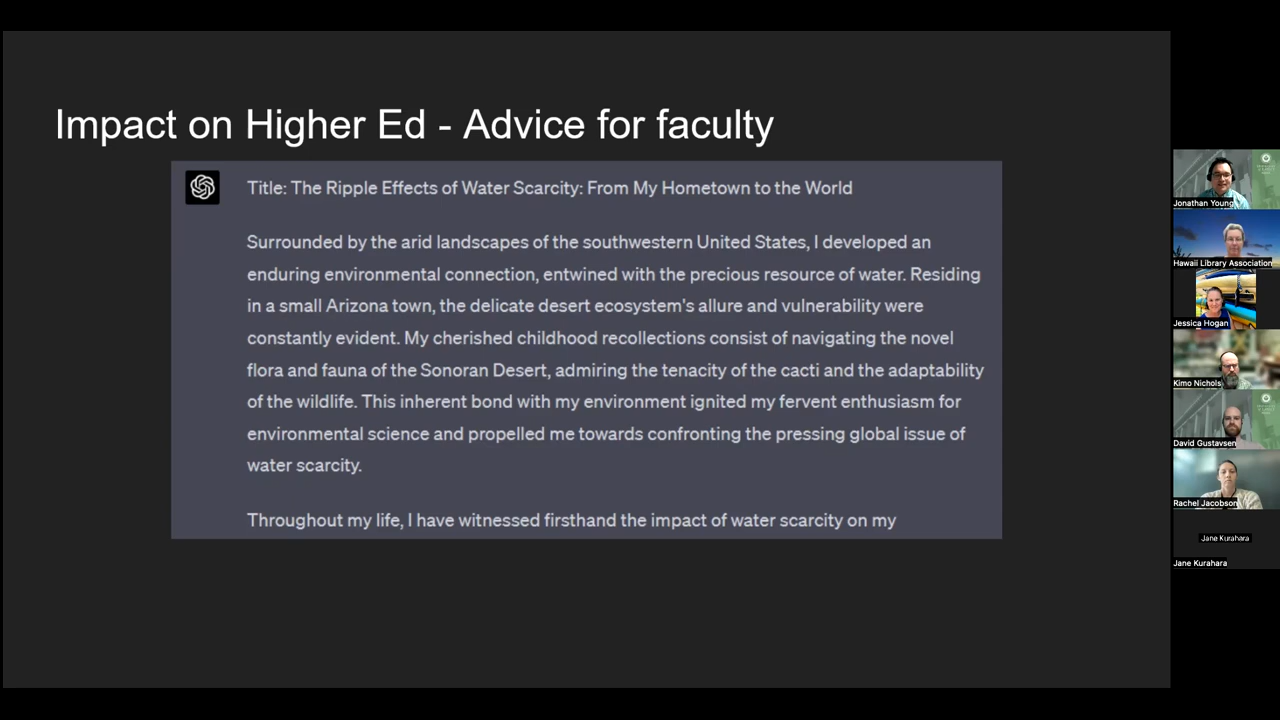 Impact on Higher Ed - Advice for faculty
Title: The Ripple Effects of Water Scarcity: From My Hometown to the World
Surrounded by the arid landscapes of the southwestern United States, I developed an
enduring environmental connection, entwined with the precious resource of water. Residing
in a small Arizona town, the delicate desert ecosystem's allure and vulnerability were
constantly evident. My cherished childhood recollections consist of navigating the novel
flora and fauna of the Sonoran Desert, admiring the tenacity of the cacti and the adaptability
of the wildlife. This inherent bond with my environment ignited my fervent enthusiasm for
environmental science and propelled me towards confronting the pressing global issue of
water scarcity.
Throughout my life, I have witnessed firsthand the impact of water scarcity on my
Jonathan Young
Hawaii Library Association
Jessica Hogan
Kimo Nichols
David Gustavsen
Rachel Jacobson
Jane Kurahara
Jane Kurahara